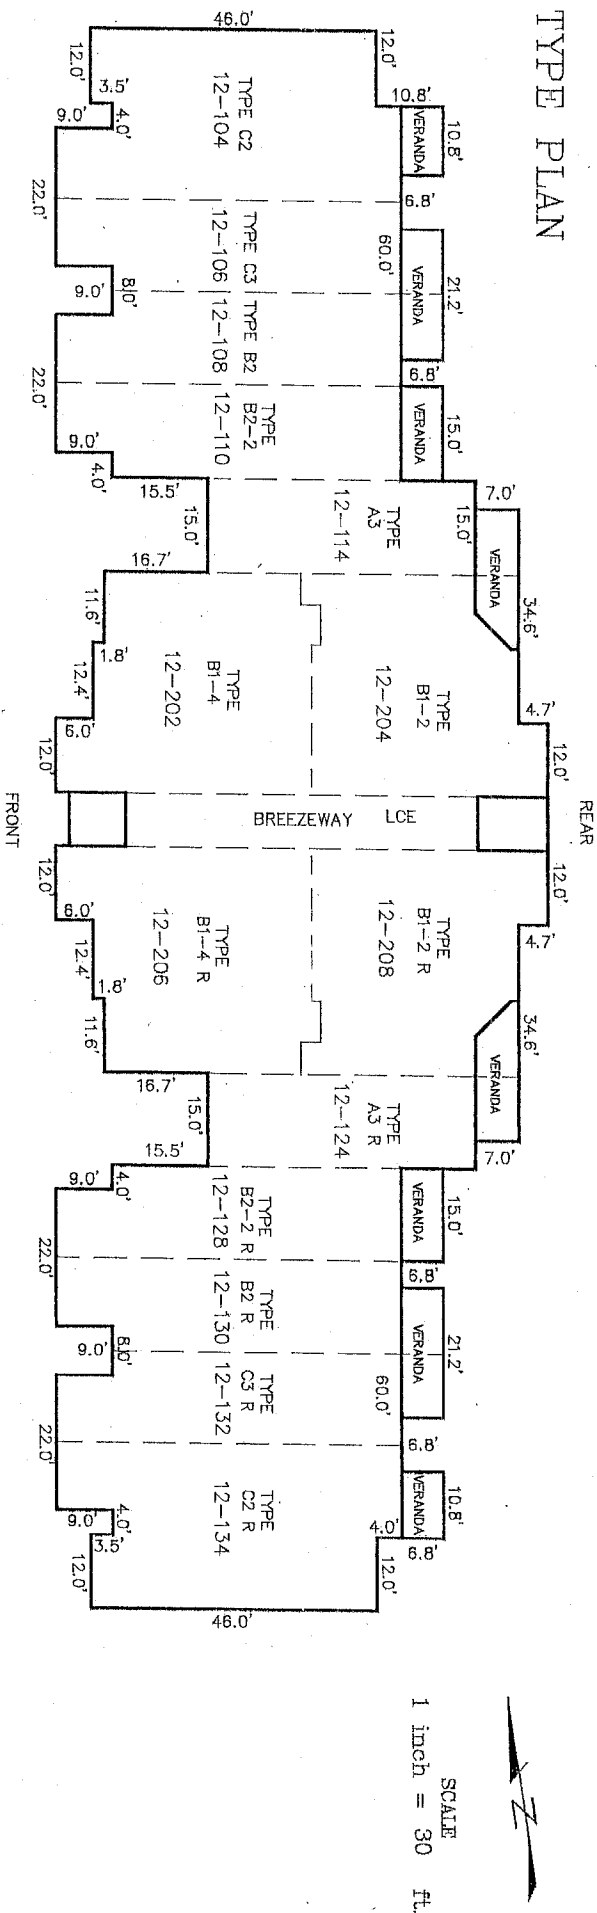 TYPE PLAN
REAR
12.0'
12.0'
4.7'
4.7'
34.6'
34.6'
7.0'
7.0'
VERANDA
VERANDA
15.0'
10.8'
21.2'
15.0'
15.0'
21.2'
10.8'
VERANDA
VERANDA
VERANDA
VERANDA
VERANDA
VERANDA
10.8'
6.8'
6.8'
6.8'
6.8'
6.8'
12.0'
60.0'
60.0'
4.0'
12.0'
46.0'
TYPE C2
12-104
TYPE C3
12-106
TYPE B2
12-108
TYPE
B2-2
12-110
TYPE
A3
12-114
TYPE
B1-2
12-204
TYPE
B1-4
12-202
BREEZEWAY
LCE
TYPE
B1-2 R
12-208
TYPE
B1-4 R
12-206
TYPE
A3 R
12-124
TYPE
B2-2 R
12-128
TYPE
B2 R
12-130
TYPE
C3 R
12-132
TYPE
C2 R
12-134
46.0'
12.0'
3.5'
4.0'
9.0'
22.0'
9.0'
8.0'
22.0'
9.0'
4.0'
15.5'
15.0'
16.7'
11.6'
1.8'
12.4'
6.0'
12.0'
12.0'
6.0'
12.4'
1.8'
11.6'
16.7'
15.0'
15.5'
4.0'
9.0'
22.0'
9.0'
8.0'
22.0'
9.0'
4.0'
3.5'
12.0'
FRONT
N
SCALE
1 inch = 30 ft.